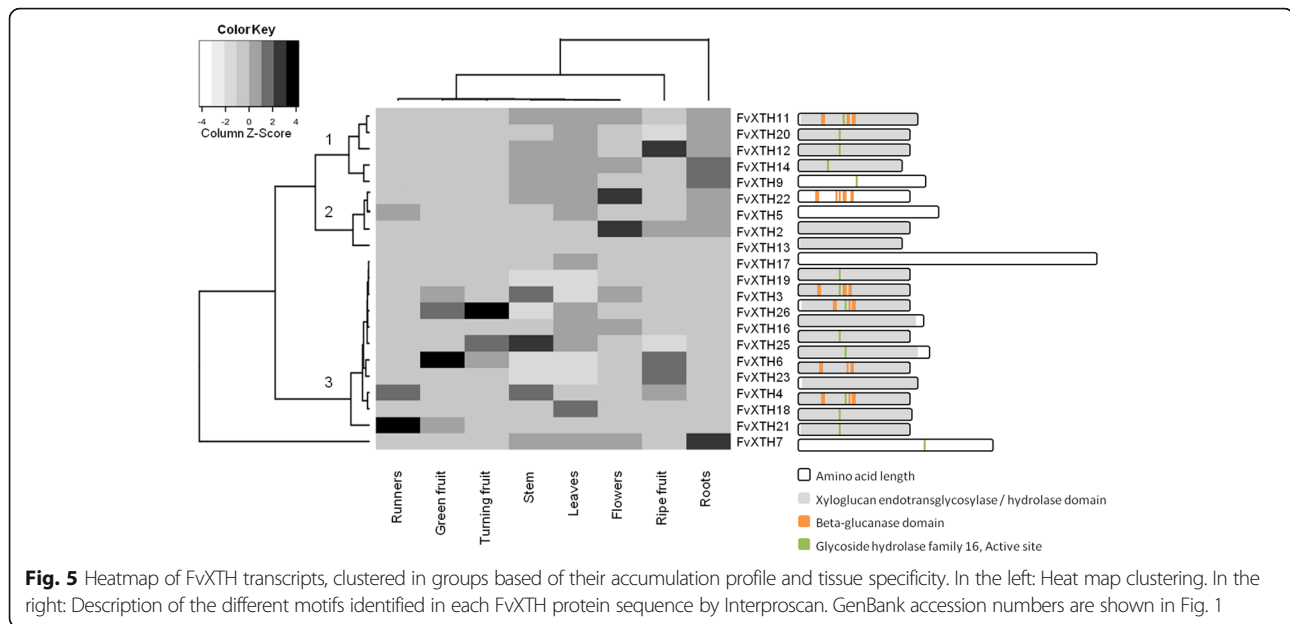 Color Key
-4 -2 0 2 4
Column Z-Score
1
2
3
FvXTH11
FvXTH20
FvXTH12
FvXTH14
FvXTH9
FvXTH22
FvXTH5
FvXTH2
FvXTH13
FvXTH17
FvXTH19
FvXTH3
FvXTH26
FvXTH16
FvXTH25
FvXTH6
FvXTH23
FvXTH4
FvXTH18
FvXTH21
FvXTH7
Runners
Green fruit
Turning fruit
Stem
Leaves
Flowers
Ripe fruit
Roots
Amino acid length
Xyloglucan endotransglycosylase / hydrolase domain
Beta-glucanase domain
Glycoside hydrolase family 16, Active site
Fig. 5 Heatmap of FvXTH transcripts, clustered in groups based of their accumulation profile and tissue specificity. In the left: Heat map clustering. In the
right: Description of the different motifs identified in each FvXTH protein sequence by Interproscan. GenBank accession numbers are shown in Fig. 1